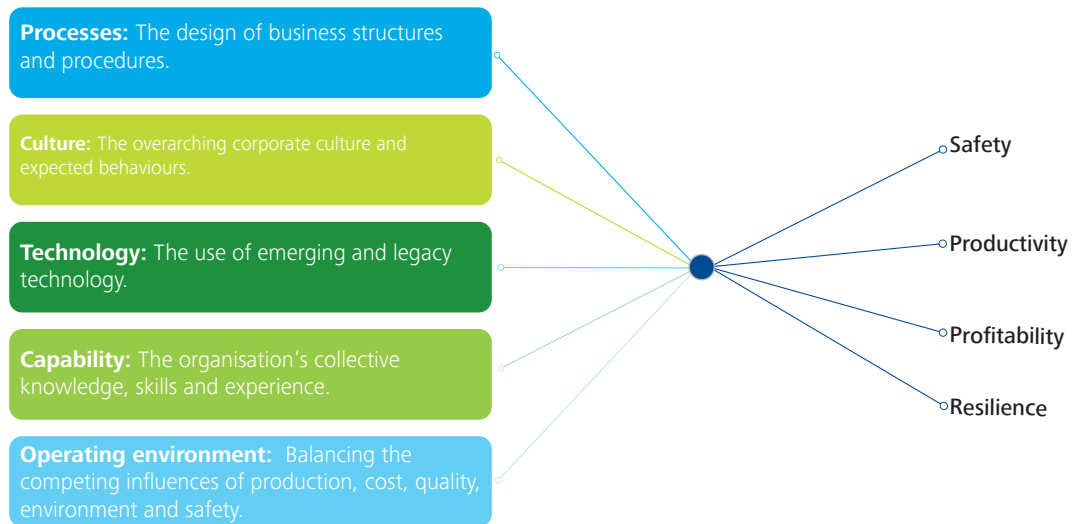 Processes: The design of business structures
and procedures.
Culture: The overarching corporate culture and
expected behaviours.
Technology: The use of emerging and legacy
technology.
Capability: The organisation’s collective
knowledge, skills and experience.
Operating environment: Balancing the
competing influences of production, cost, quality,
environment and safety.
Safety
Productivity
Profitability
Resilience